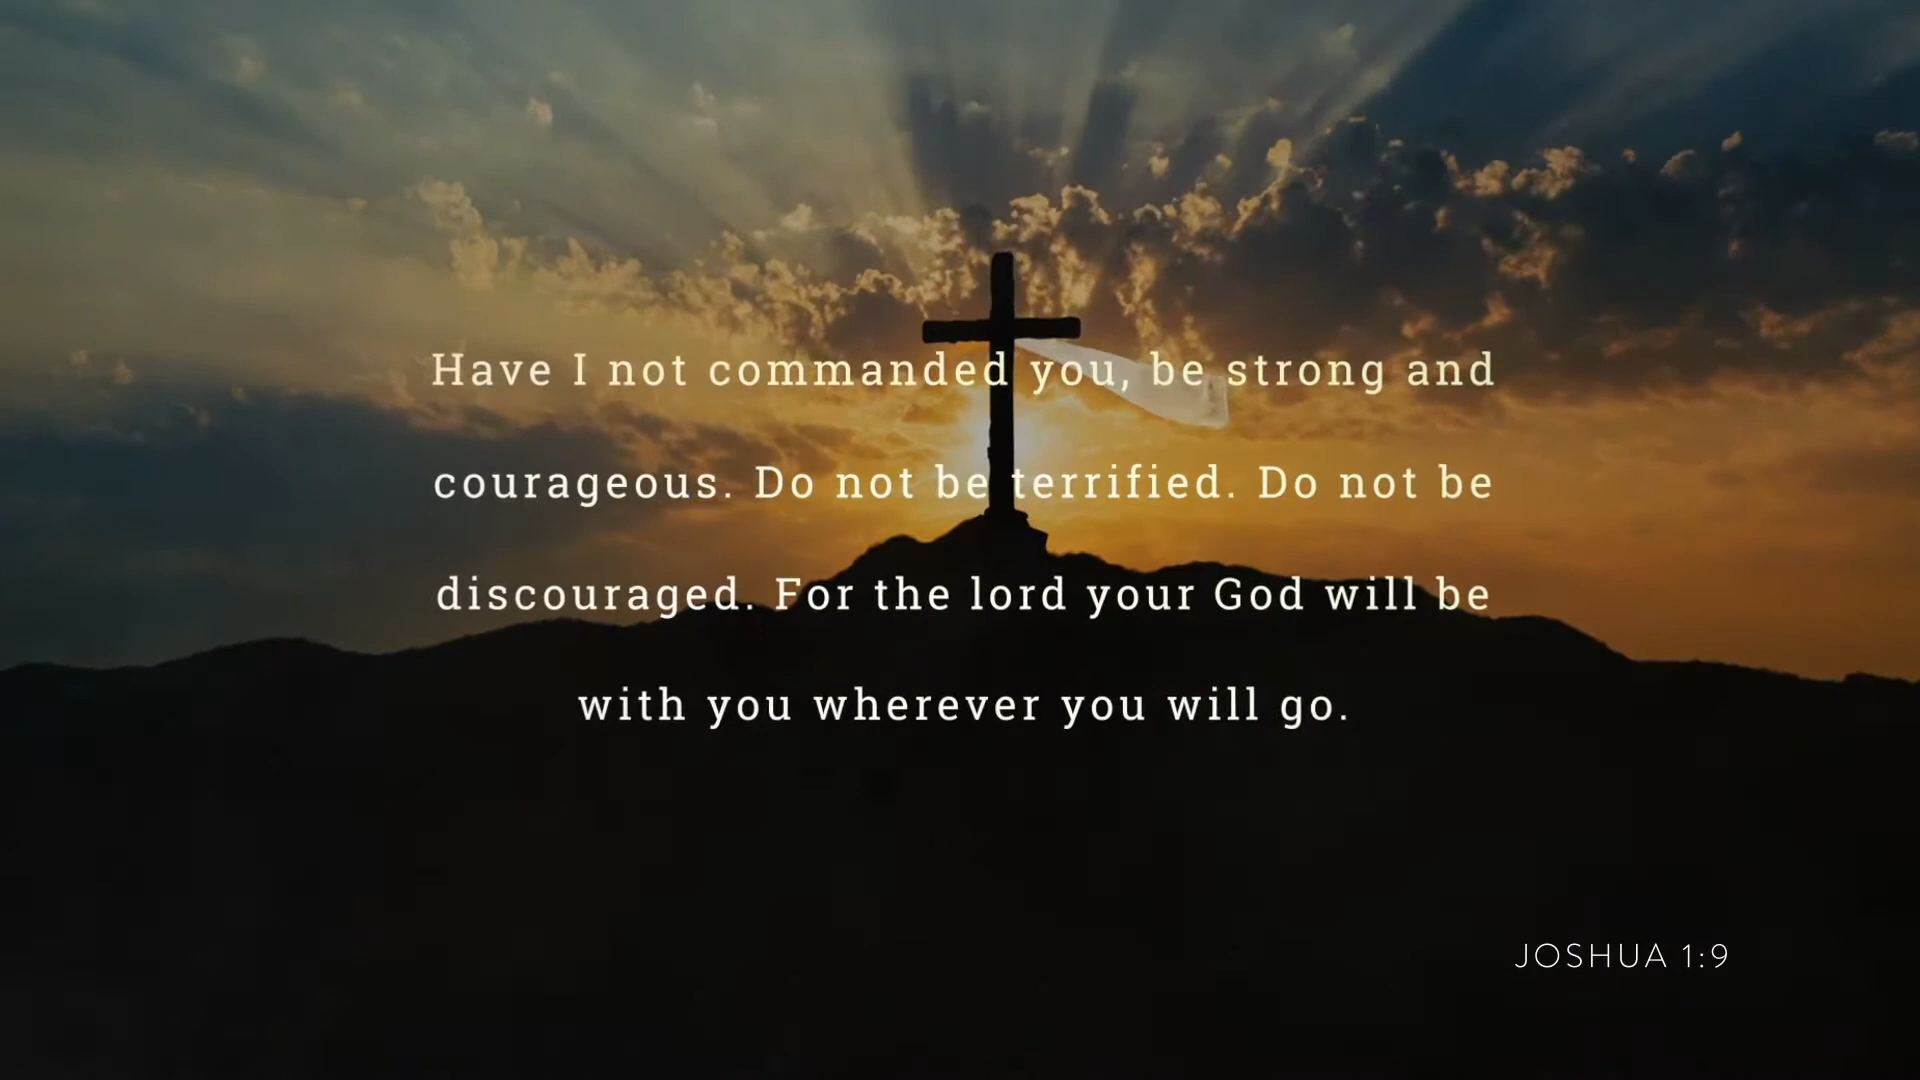 Have I not commanded you, be strong and
courageous. Do not be terrified. Do not be
discouraged. For the lord your God will be
with you wherever you will go.
JOSHUA 1:9